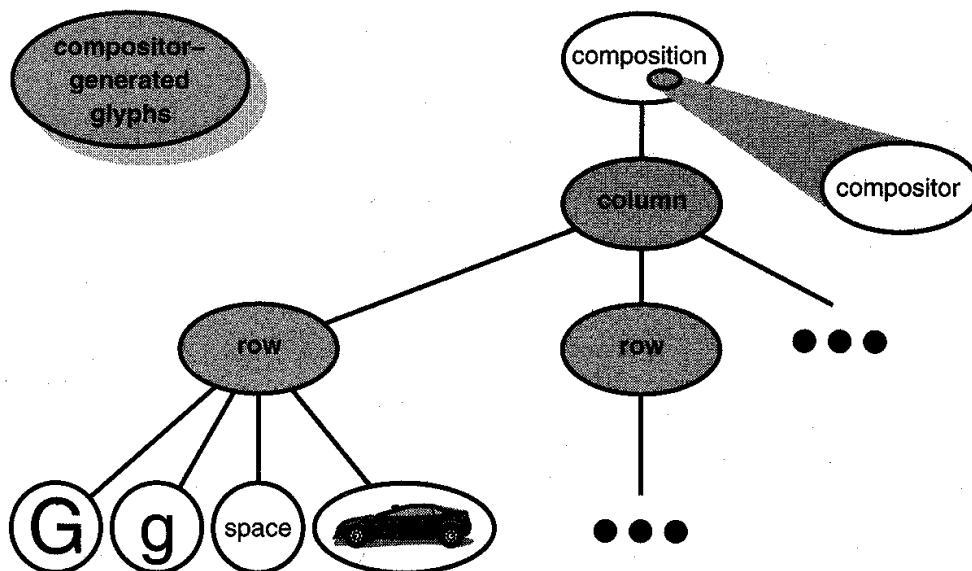 compositor–
generated
glyphs
composition
compositor
column
row
row
G
g
space